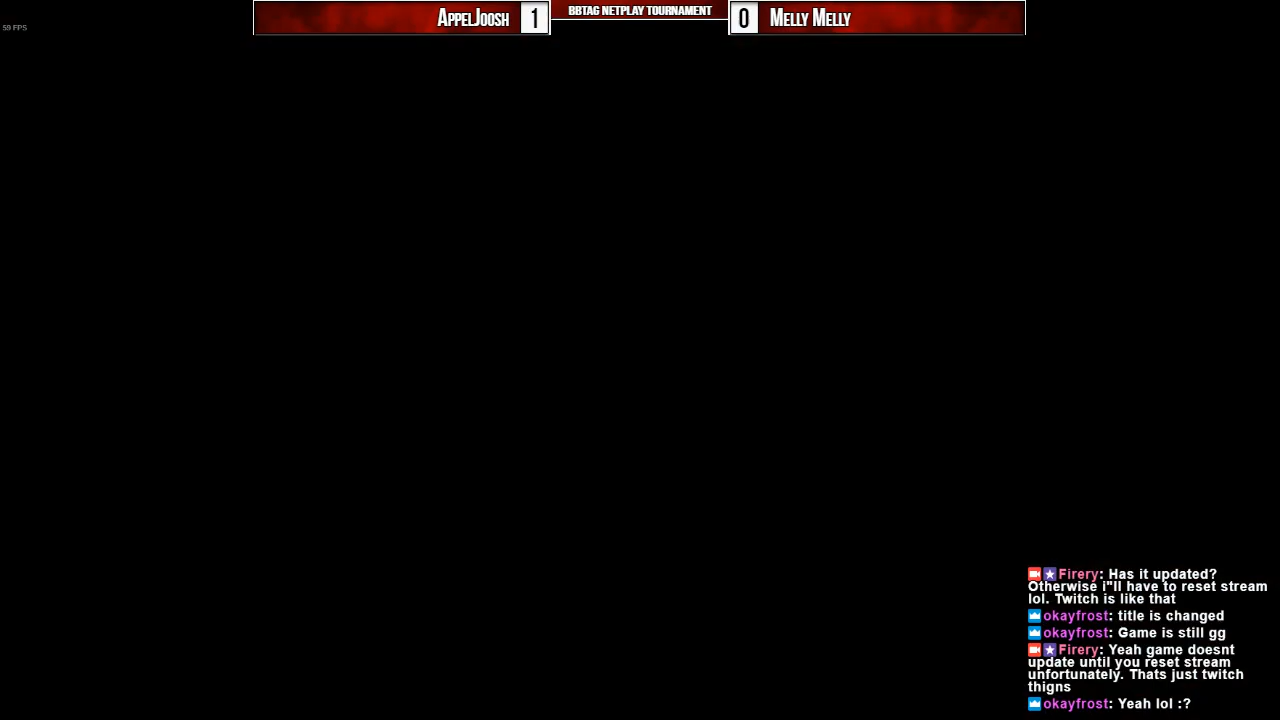 59 FPS
AppelJoosh 1 BBTAG NETPLAY TOURNAMENT 0 Melly Melly
Firery: Has it updated?
Otherwise i"ll have to reset stream
lol. Twitch is like that
okayfrost: title is changed
okayfrost: Game is still gg
Firery: Yeah game doesnt
update until you reset stream
unfortunately. Thats just twitch
thigns
okayfrost: Yeah lol :?